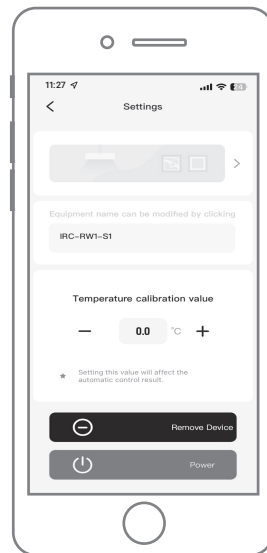 11:27
24
Settings
Equipment name can be modified by clicking
IRC-RW1-S1
Temperature calibration value
0.0 °C
Setting this value will affect the
automatic control result.
Remove Device
Power